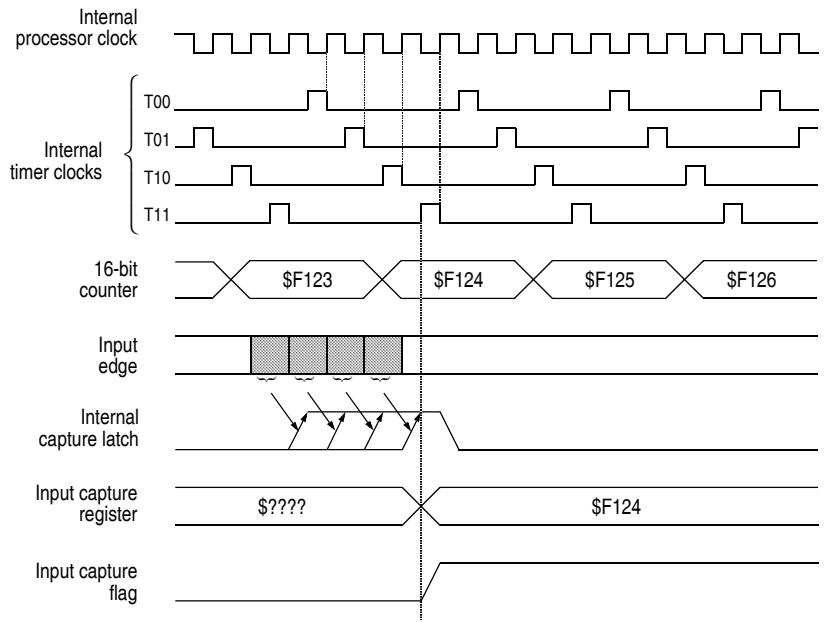 Internal
processor clock
T00
T01
Internal
timer clocks
T10
T11
16-bit
counter
$F123
$F124
$F125
$F126
Input
edge
Internal
capture latch
Input capture
register
$????
$F124
Input capture
flag